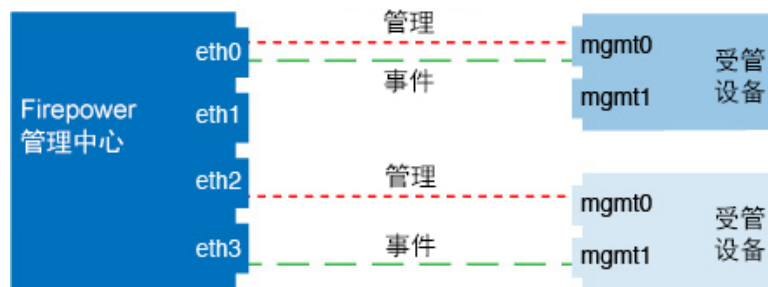 管理
eth0
mgmt0
受管
设备
事件
mgmt1
Firepower
管理中心
eth1
eth2
管理
mgmt0
受管
设备
eth3
事件
mgmt1